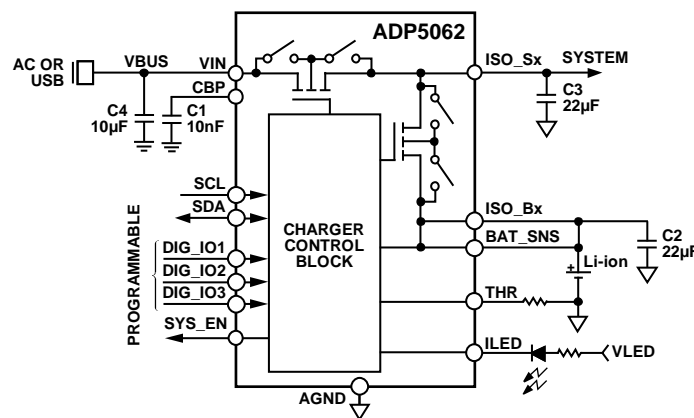 ADP5062
AC OR
USB
VBUS
VIN
CBP
C4
10µF
C1
10nF
ISO_Sx
SYSTEM
C3
22µF
SCL
SDA
PROGRAMMABLE
DIG_IO1
DIG_IO2
DIG_IO3
SYS_EN
CHARGER
CONTROL
BLOCK
ISO_Bx
BAT_SNS
C2
22µF
+
Li-ion
THR
ILED
VLED
AGND